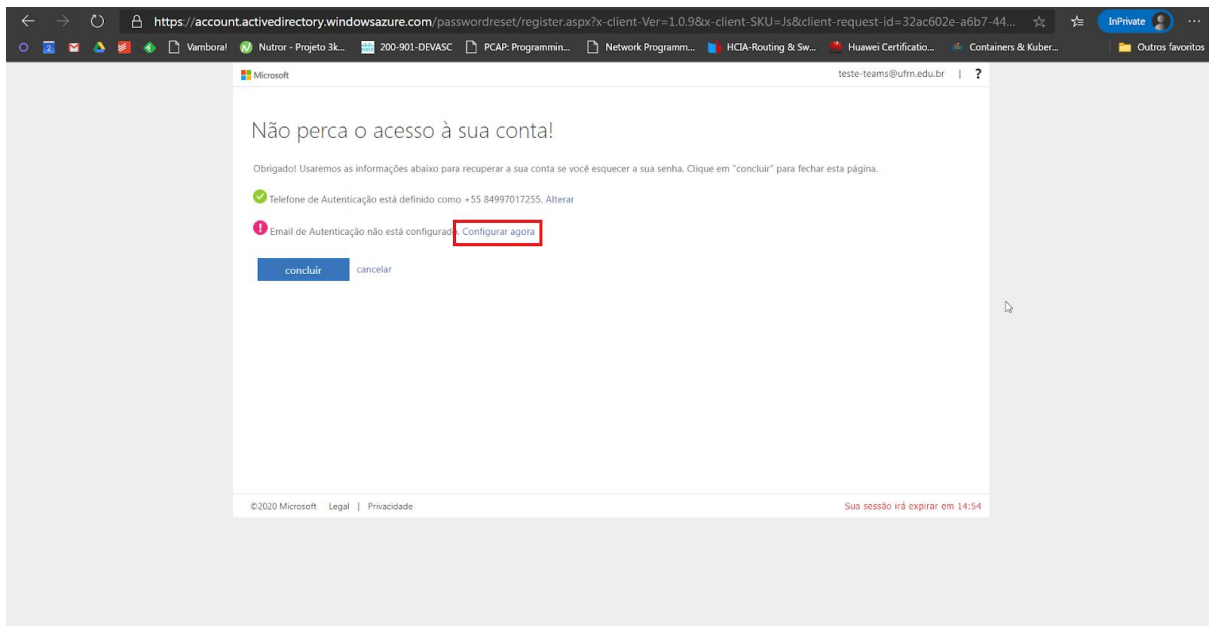 https://account.activedirectory.windowsazure.com/passwordreset/register.aspx?x-client-Ver=1.0.9&x-client-SKU=Js&client-request-id=32ac602e-a6b7-44...
InPrivate
Vambora! Nutror - Projeto 3k... 200-901-DEVASC PCAP: Programmin... Network Programm... HCIA-Routing & Sw... Huawei Certificatio... Containers & Kuber... Outros favoritos
Microsoft teste-teams@ufrn.edu.br | ?
Não perca o acesso à sua conta!
Obrigado! Usaremos as informações abaixo para recuperar a sua conta se você esquecer a sua senha. Clique em "concluir" para fechar esta página.
Telefone de Autenticação está definido como +55 84997017255. Alterar
Email de Autenticação não está configurado. Configurar agora
concluir cancelar
©2020 Microsoft Legal | Privacidade Sua sessão irá expirar em 14:54